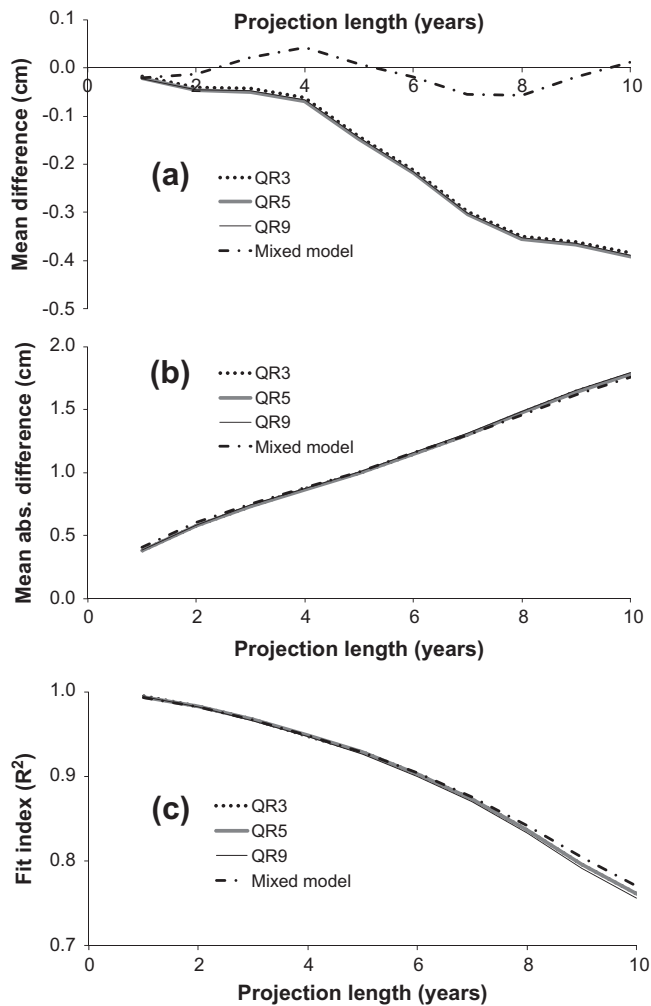 Projection length (years)
0.1
0.0
-0.1
-0.2
-0.3
-0.4
-0.5
0 2 4 6 8 10
Mean difference (cm)
(a)
QR3
QR5
QR9
Mixed model
2.0
1.5
1.0
0.5
0.0
Mean abs. difference (cm)
(b)
QR3
QR5
QR9
Mixed model
0 2 4 6 8 10
Projection length (years)
1.0
0.9
0.8
0.7
Fit index (R²)
(c)
QR3
QR5
QR9
Mixed model
0 2 4 6 8 10
Projection length (years)